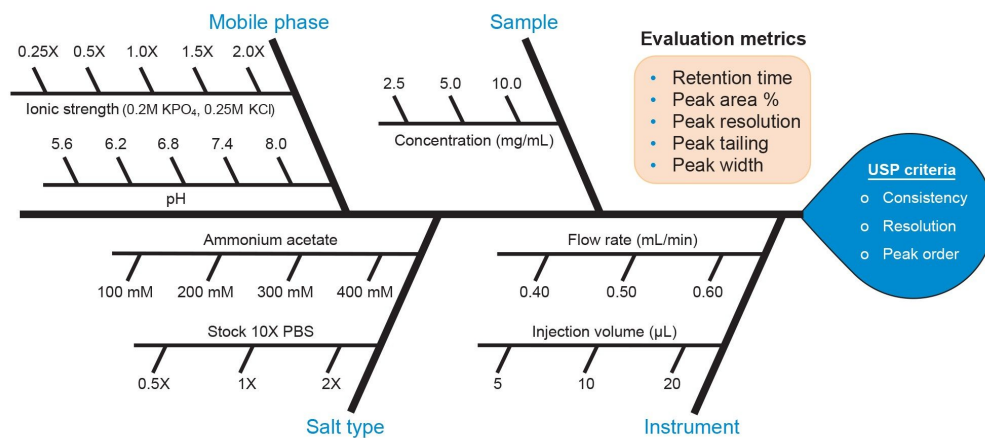 Mobile phase
0.25X 0.5X 1.0X 1.5X 2.0X
Ionic strength (0.2M KPO₄, 0.25M KCl)
5.6 6.2 6.8 7.4 8.0
pH
Sample
2.5 5.0 10.0
Concentration (mg/mL)
Evaluation metrics
• Retention time
• Peak area %
• Peak resolution
• Peak tailing
• Peak width
USP criteria
o Consistency
o Resolution
o Peak order
Ammonium acetate
100 mM 200 mM 300 mM 400 mM
Stock 10X PBS
0.5X 1X 2X
Salt type
Flow rate (mL/min)
0.40 0.50 0.60
Injection volume (µL)
5 10 20
Instrument